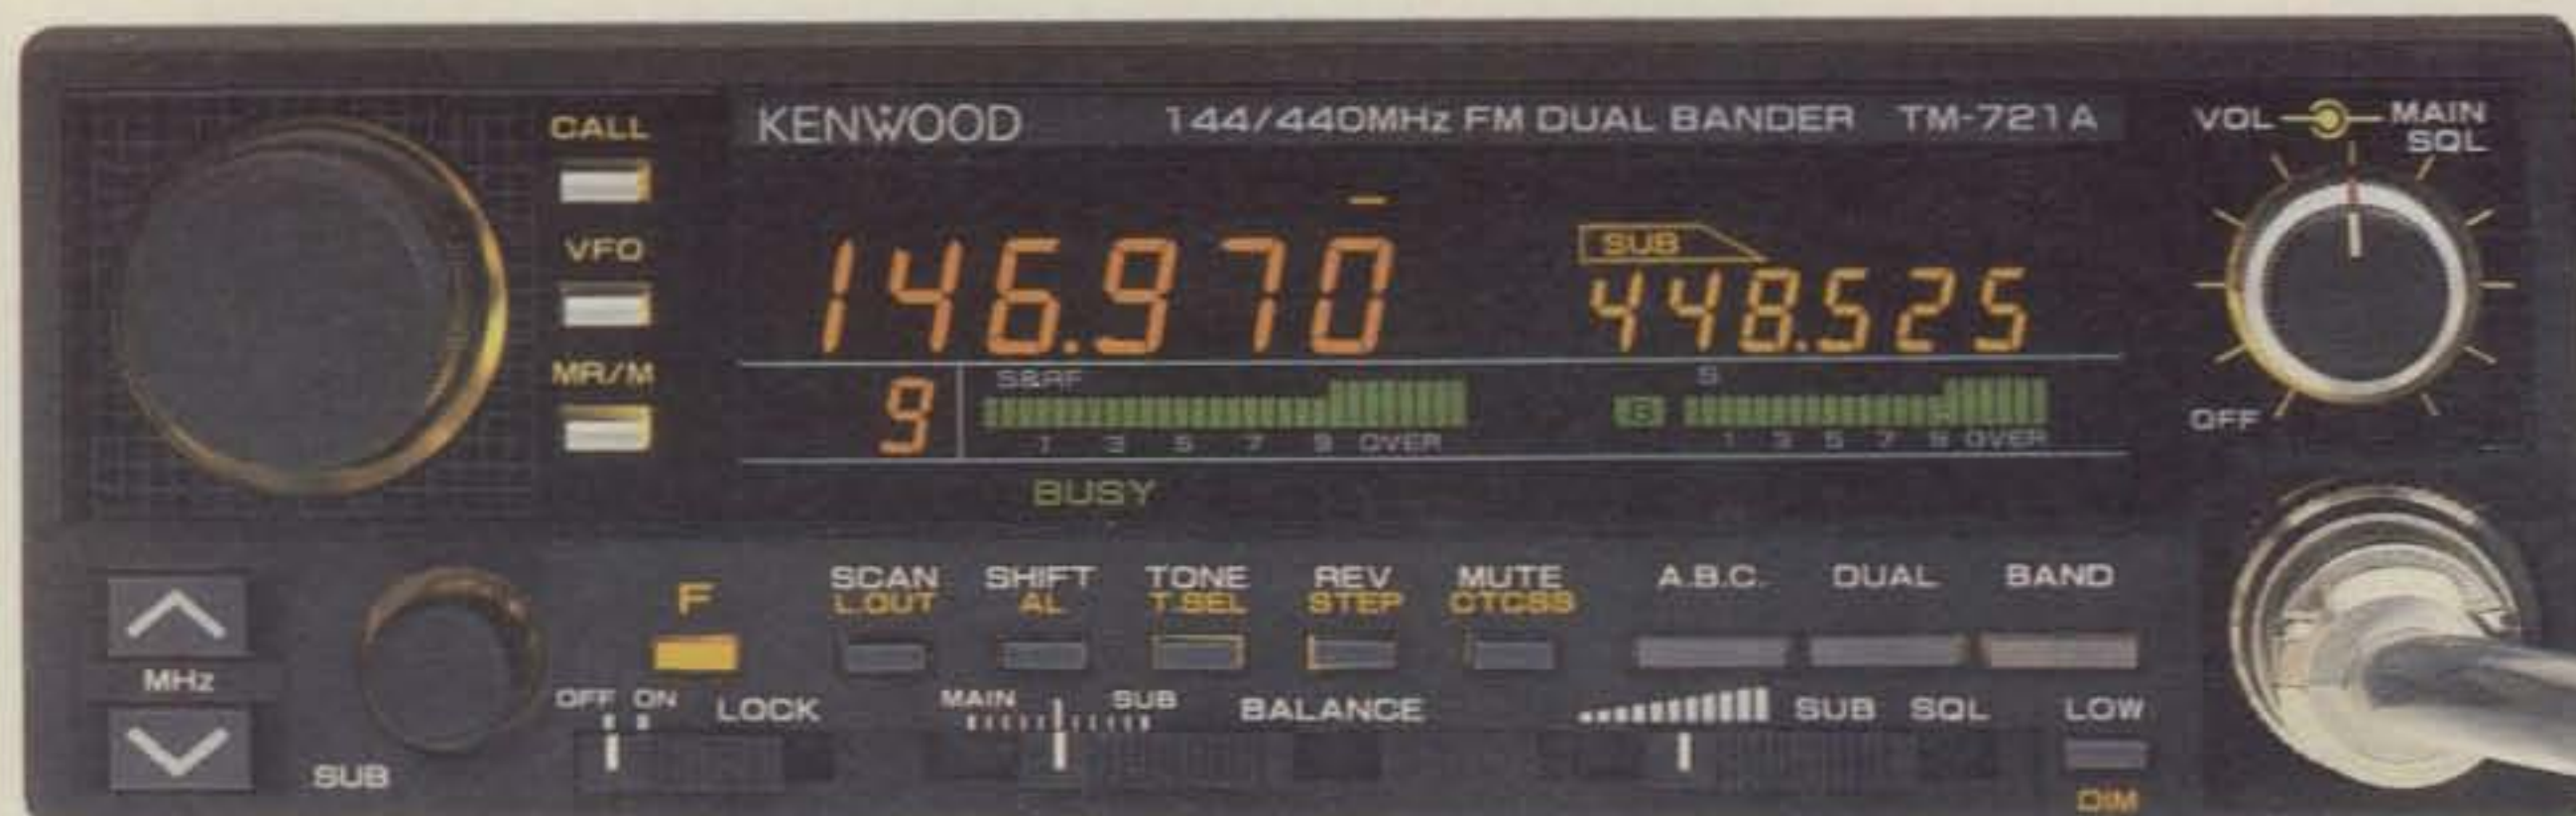 KENWOOD 144/440MHz FM DUAL BANDER TM-721A
CALL
VFO
MR/M
146.970
SUB
448.525
9
S&RF
1 3 5 7 9 OVER
S
1 3 5 7 9 OVER
BUSY
VOL MAIN
SQL
OFF
MHz
SUB
F
SCAN SHIFT TONE REV MUTE A.B.C. DUAL BAND
L.OUT AL T.SEL STEP CTCSS
OFF ON LOCK
MAIN SUB BALANCE
SUB SQL LOW
DIM